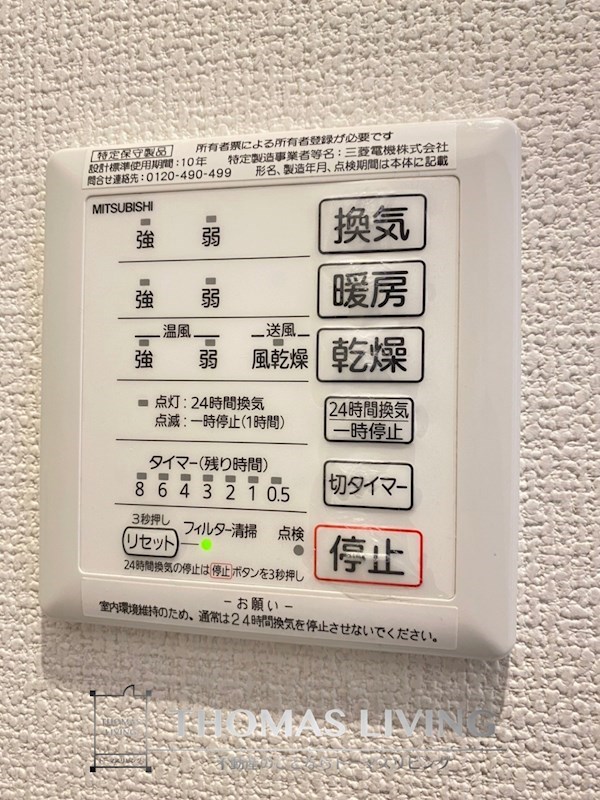 特定保守製品 所有者票による所有者登録が必要です
設計標準使用期間:10年 特定製造事業者等名:三菱電機株式会社
問合せ連絡先:0120-490-499 形名、製造年月、点検期間は本体に記載
MITSUBISHI
強 弱 換気
強 弱 暖房
温風 送風
強 弱 風乾燥 乾燥
点灯:24時間換気
点滅:一時停止(1時間)
24時間換気
一時停止
タイマー(残り時間)
8 6 4 3 2 1 0.5
切タイマー
3秒押し
リセット フィルター清掃 点検
停止
24時間換気の停止は停止ボタンを3秒押し
-お願い-
室内環境維持のため、通常は24時間換気を停止させないでください。
THOMAS LIVING
THOMAS
LIVING